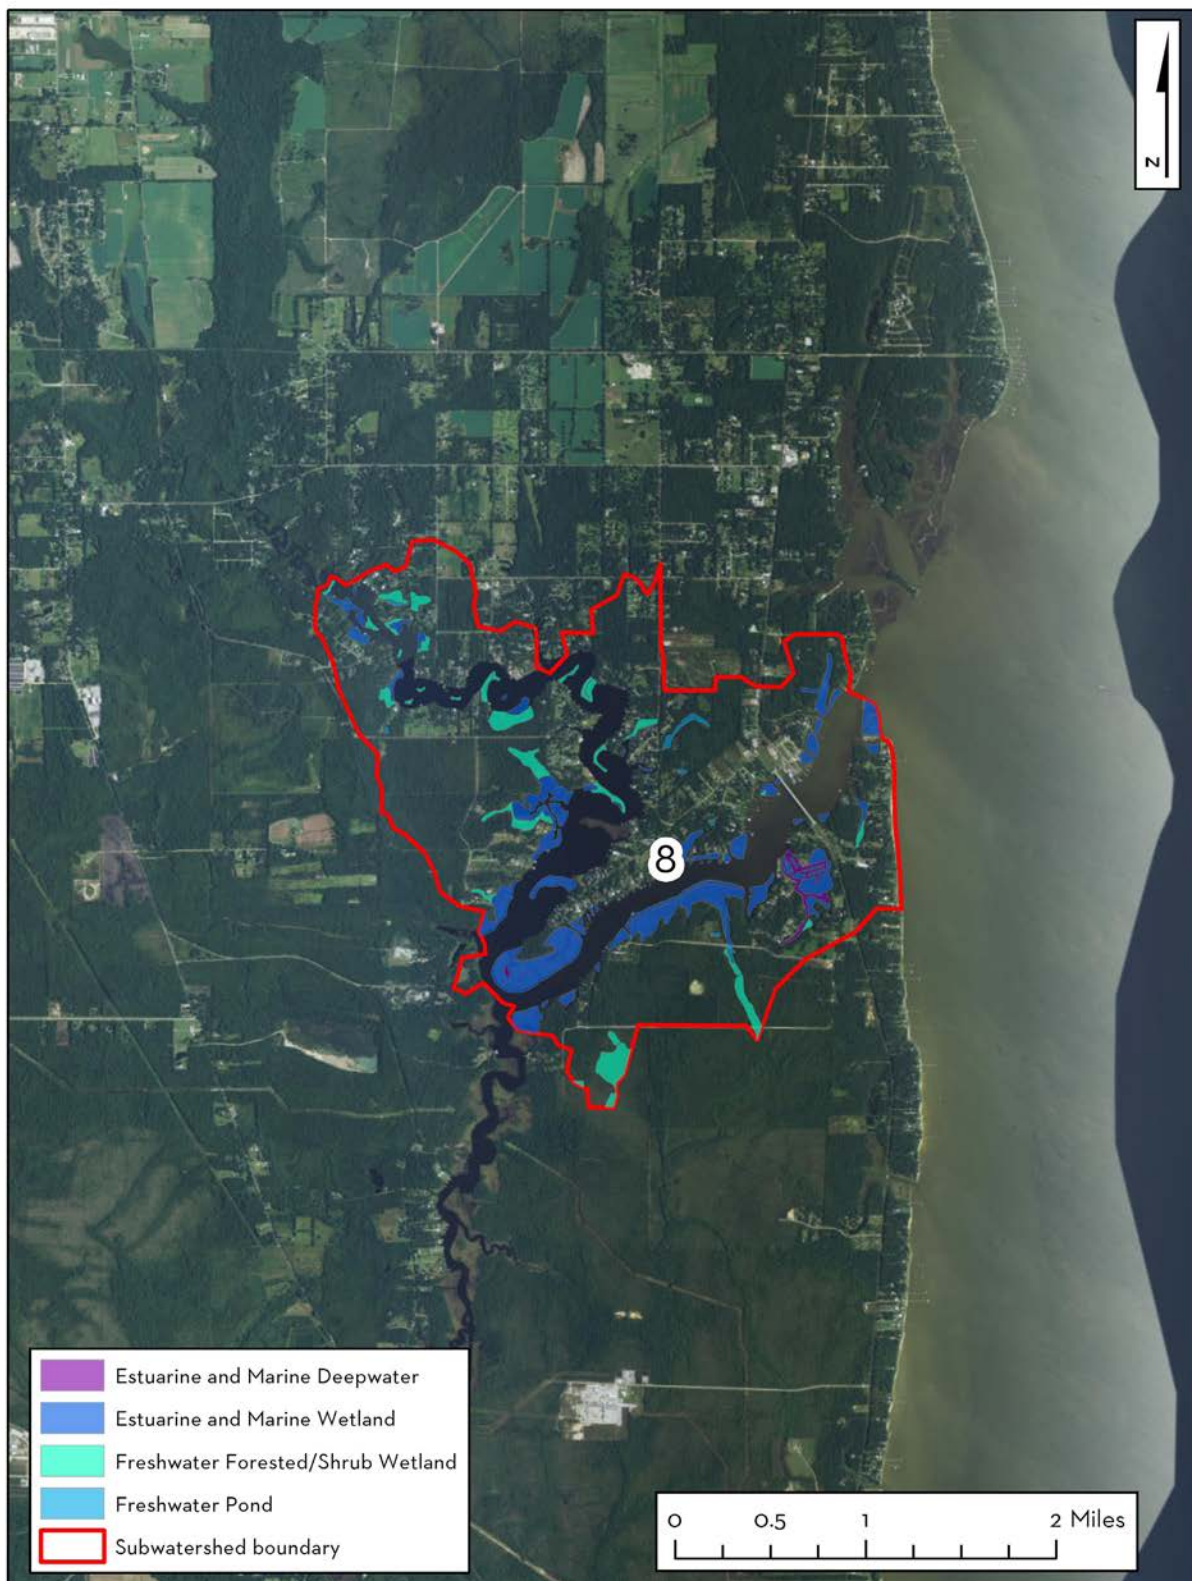 N
8
Estuarine and Marine Deepwater
Estuarine and Marine Wetland
Freshwater Forested/Shrub Wetland
Freshwater Pond
Subwatershed boundary
0 0.5 1 2 Miles